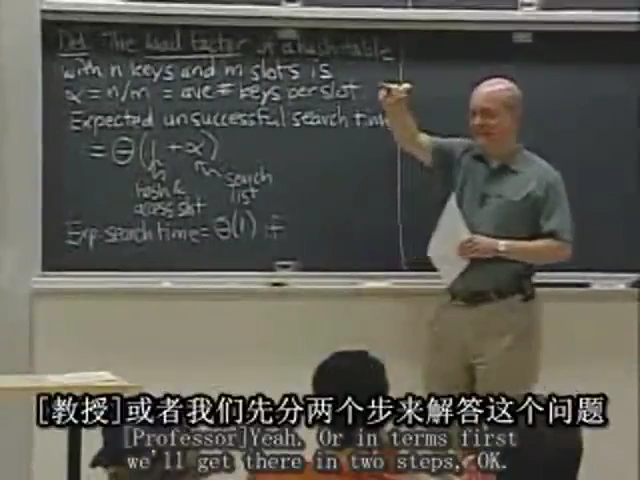 Def. The load factor of a hash table
with n keys and m slots is
α = n/m = ave # keys per slot
Expected unsuccessful search time
= Θ(1 + α)
hash & access slot
search list
Exp. search time = Θ(1) if
[教授]或者我们先分两个步来解答这个问题
[Professor]Yeah. Or in terms first
we'll get there in two steps, OK.